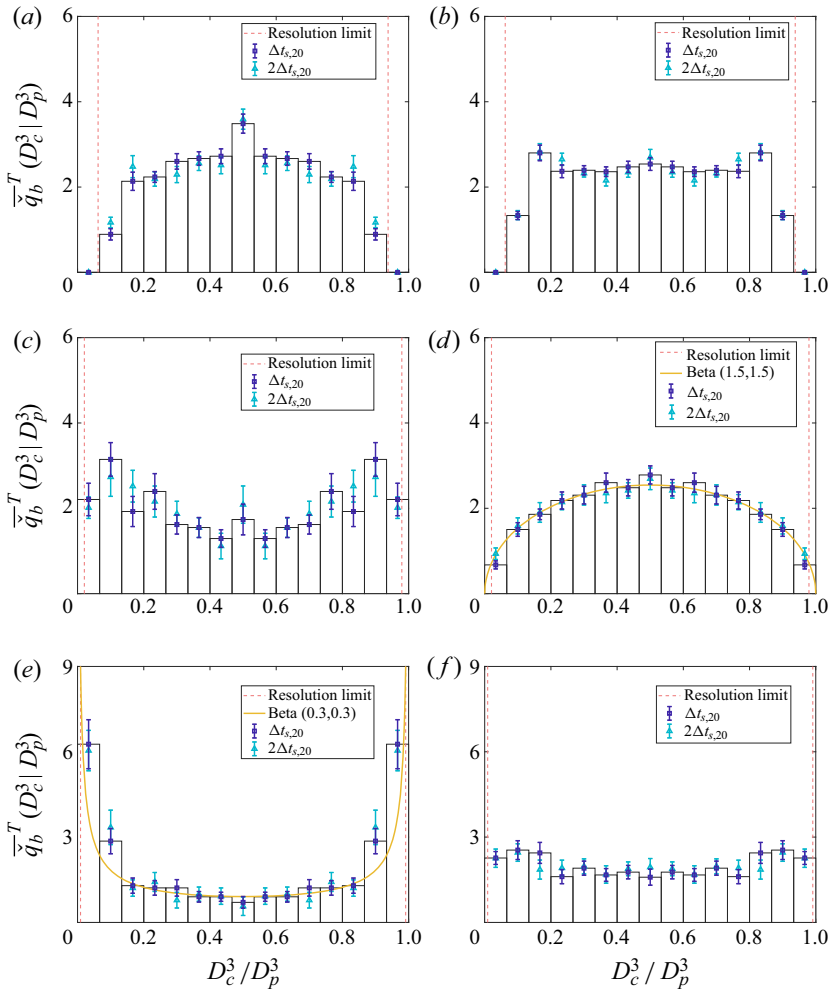 (a) 6 Resolution limit (b) 6 Resolution limit
Δt_{s,20} Δt_{s,20}
2Δt_{s,20} 2Δt_{s,20}
4 4
\overline{\check{q}_b}^T (D_c^3 | D_p^3)
2 2
0 0.2 0.4 0.6 0.8 1.0 0 0.2 0.4 0.6 0.8 1.0
(c) 6 (d) 6
Resolution limit Resolution limit
Δt_{s,20} Beta (1.5,1.5)
2Δt_{s,20} Δt_{s,20}
2Δt_{s,20}
4 4
\overline{\check{q}_b}^T (D_c^3 | D_p^3)
2 2
0 0.2 0.4 0.6 0.8 1.0 0 0.2 0.4 0.6 0.8 1.0
(e) 9 (f) 9
Resolution limit Resolution limit
Beta (0.3,0.3) Δt_{s,20}
Δt_{s,20} 2Δt_{s,20}
2Δt_{s,20}
6 6
\overline{\check{q}_b}^T (D_c^3 | D_p^3)
3 3
0 0.2 0.4 0.6 0.8 1.0 0 0.2 0.4 0.6 0.8 1.0
D_c^3/D_p^3 D_c^3/D_p^3